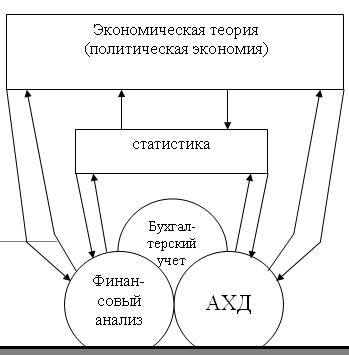 Экономическая теория
(политическая экономия)
статистика
Бухгал-
терский
учет
Финан-
совый
анализ
АХД